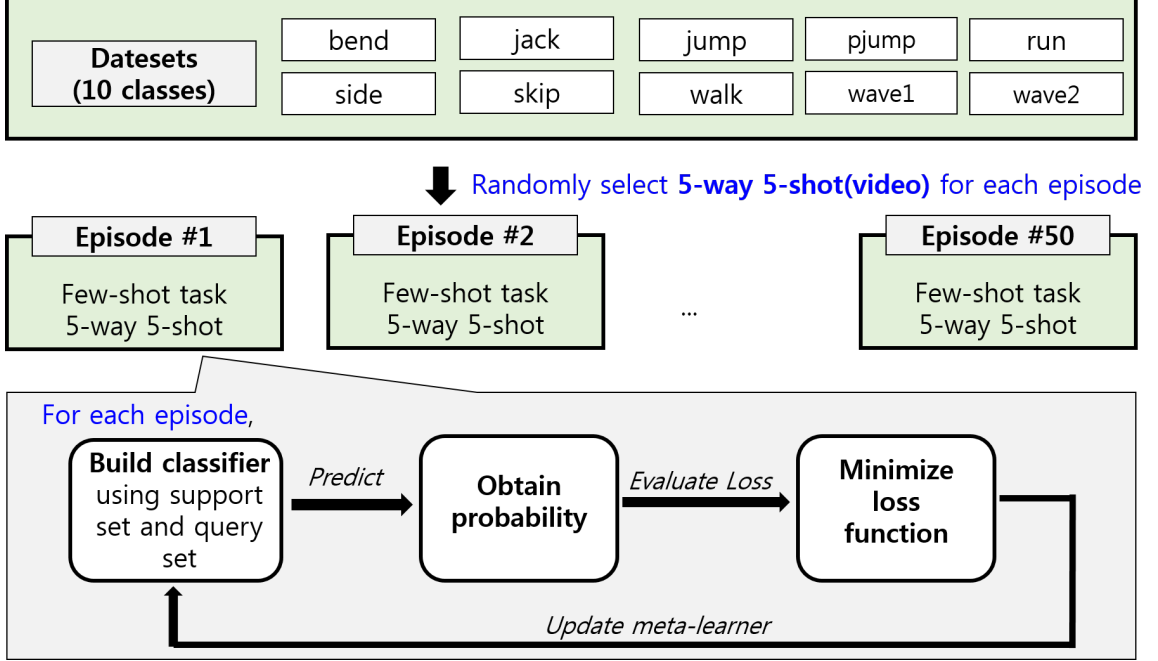 Datesets
(10 classes)
bend
jack
jump
pjump
run
side
skip
walk
wave1
wave2
Randomly select 5-way 5-shot(video) for each episode
Episode #1
Episode #2
Episode #50
Few-shot task
5-way 5-shot
Few-shot task
5-way 5-shot
...
Few-shot task
5-way 5-shot
For each episode,
Build classifier
using support
set and query
set
Predict
Obtain
probability
Evaluate Loss
Minimize
loss
function
Update meta-learner